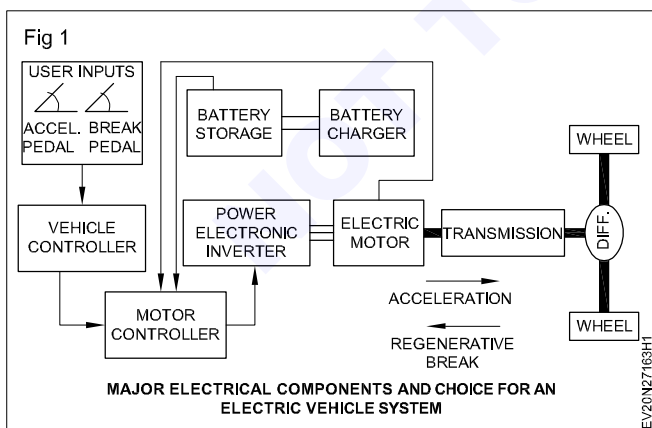 Fig 1
USER INPUTS
ACCEL. BREAK
PEDAL PEDAL
BATTERY
STORAGE
BATTERY
CHARGER
WHEEL
VEHICLE
CONTROLLER
POWER
ELECTRONIC
INVERTER
ELECTRIC
MOTOR
TRANSMISSION
DIFF.
MOTOR
CONTROLLER
ACCELERATION
REGENERATIVE
BREAK
WHEEL
MAJOR ELECTRICAL COMPONENTS AND CHOICE FOR AN
ELECTRIC VEHICLE SYSTEM
EV20N27163H1
NOT TO